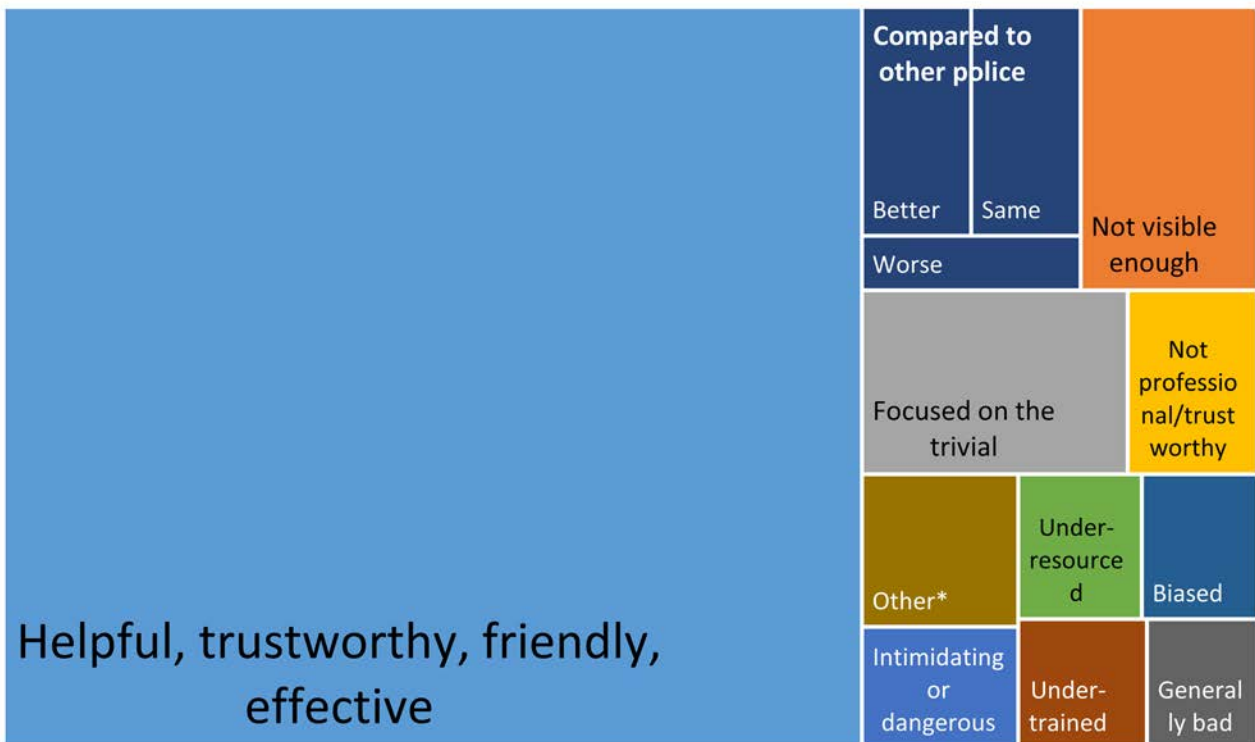 Helpful, trustworthy, friendly,
effective
Compared to
other police
Better
Same
Worse
Not visible
enough
Focused on the
trivial
Not
professio
nal/trust
worthy
Other*
Under-
resource
d
Biased
Intimidating
or
dangerous
Under-
trained
General
ly bad